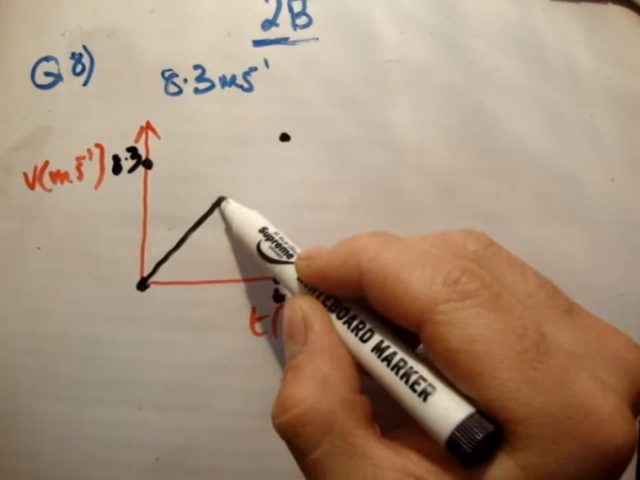 2B
Q8)
8.3ms⁻¹
v(ms⁻¹) 8.3
t(
Supreme
WHITEBOARD MARKER